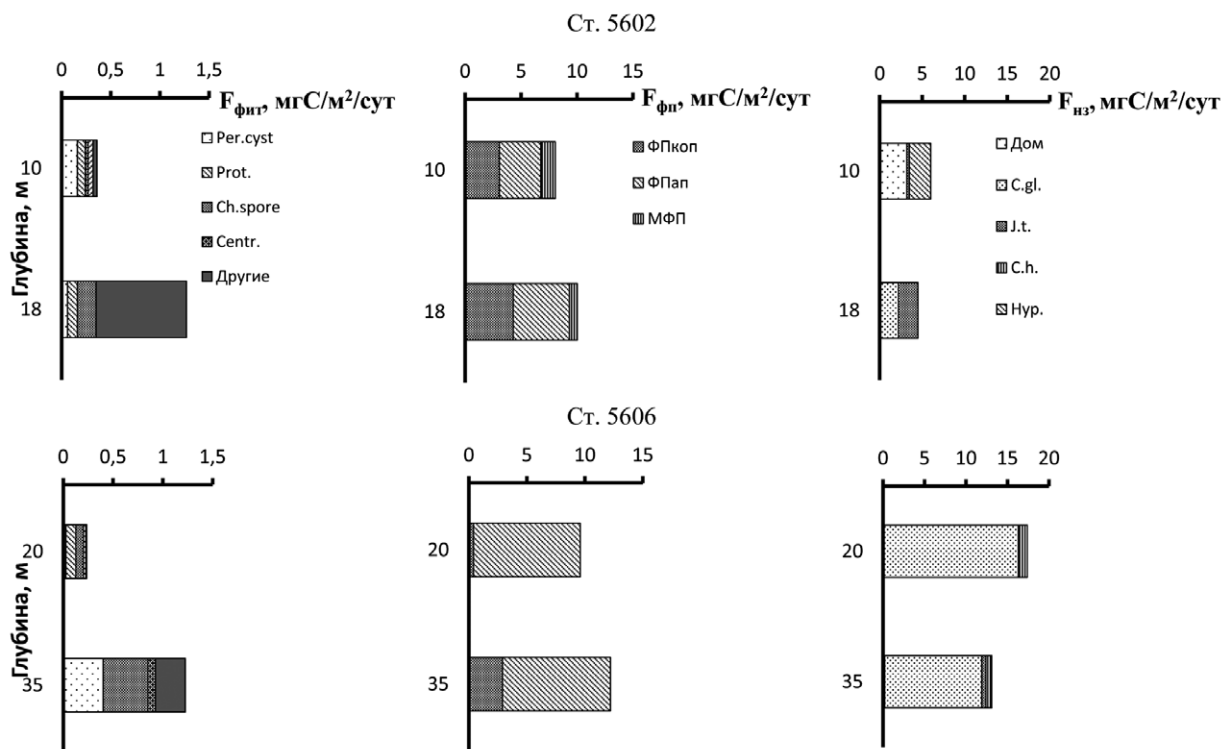 Ст. 5602
0 0,5 1 1,5
Fфит, мгС/м²/сут
Per.cyst
Prot.
Ch.spore
Centr.
Другие
Глубина, м
10
18
0 5 10 15
Fфп, мгС/м²/сут
ФПкоп
ФПап
МФП
10
18
0 5 10 15 20
Fнз, мгС/м²/сут
Дом
C.gl.
J.t.
C.h.
Hyp.
10
18
Ст. 5606
0 0,5 1 1,5
Глубина, м
20
35
0 5 10 15
20
35
0 5 10 15 20
20
35